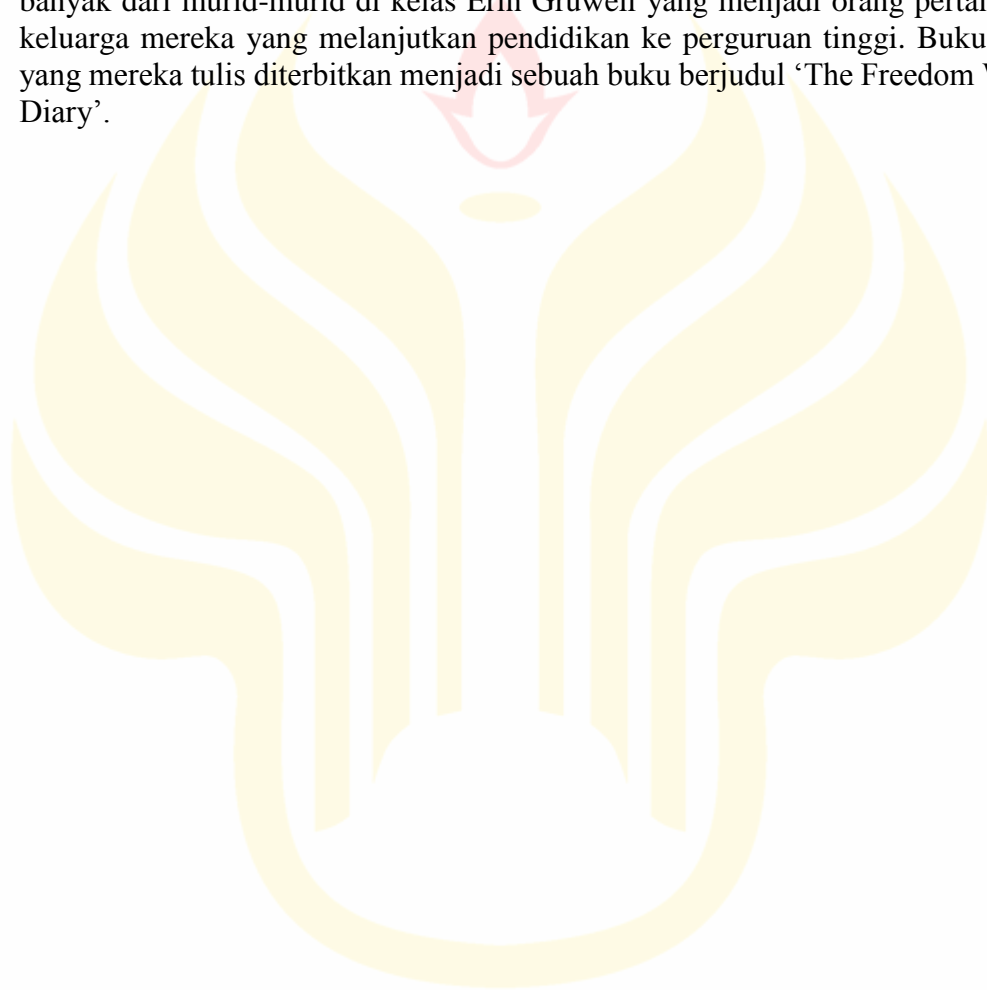 banyak dari murid-murid di kelas Erin Gruwell yang menjadi orang
keluarga mereka yang melanjutkan pendidikan ke perguruan tinggi. Buku
yang mereka tulis diterbitkan menjadi sebuah buku berjudul ‘The Freedom
Diary’.